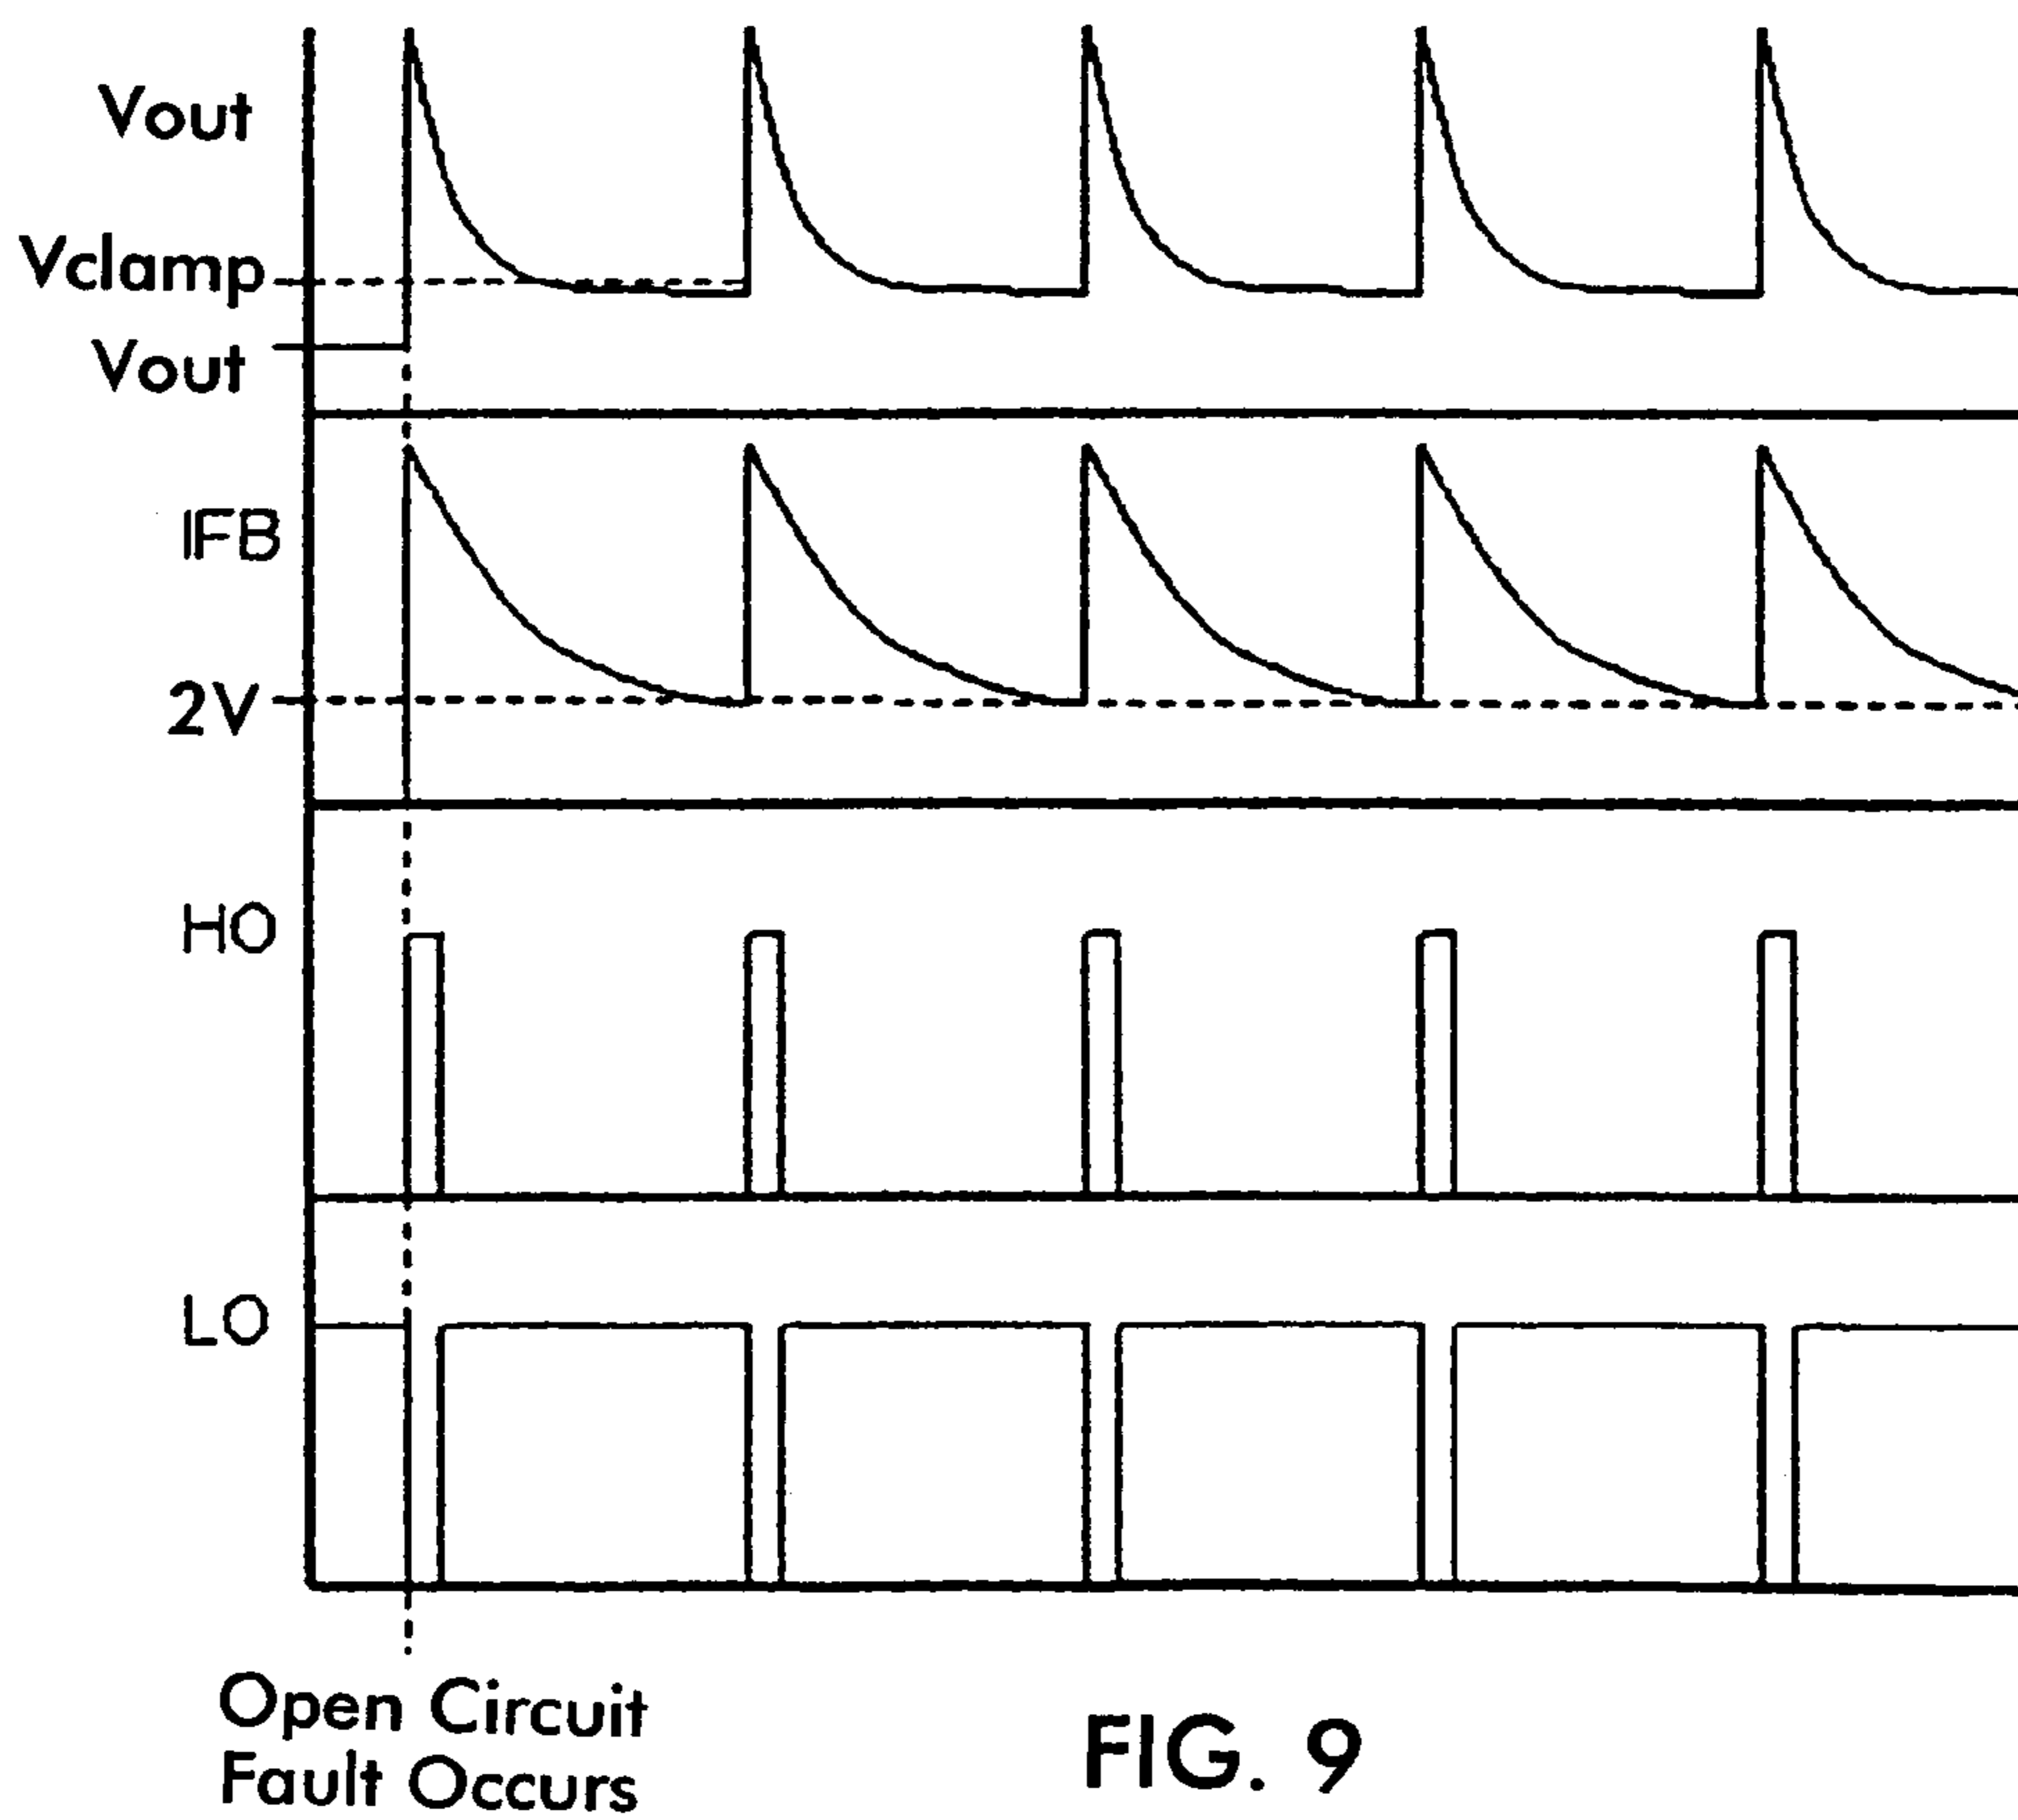 Vout
Vclamp
Vout
IFB
2V
HO
LO
Open Circuit
Fault Occurs
FIG. 9